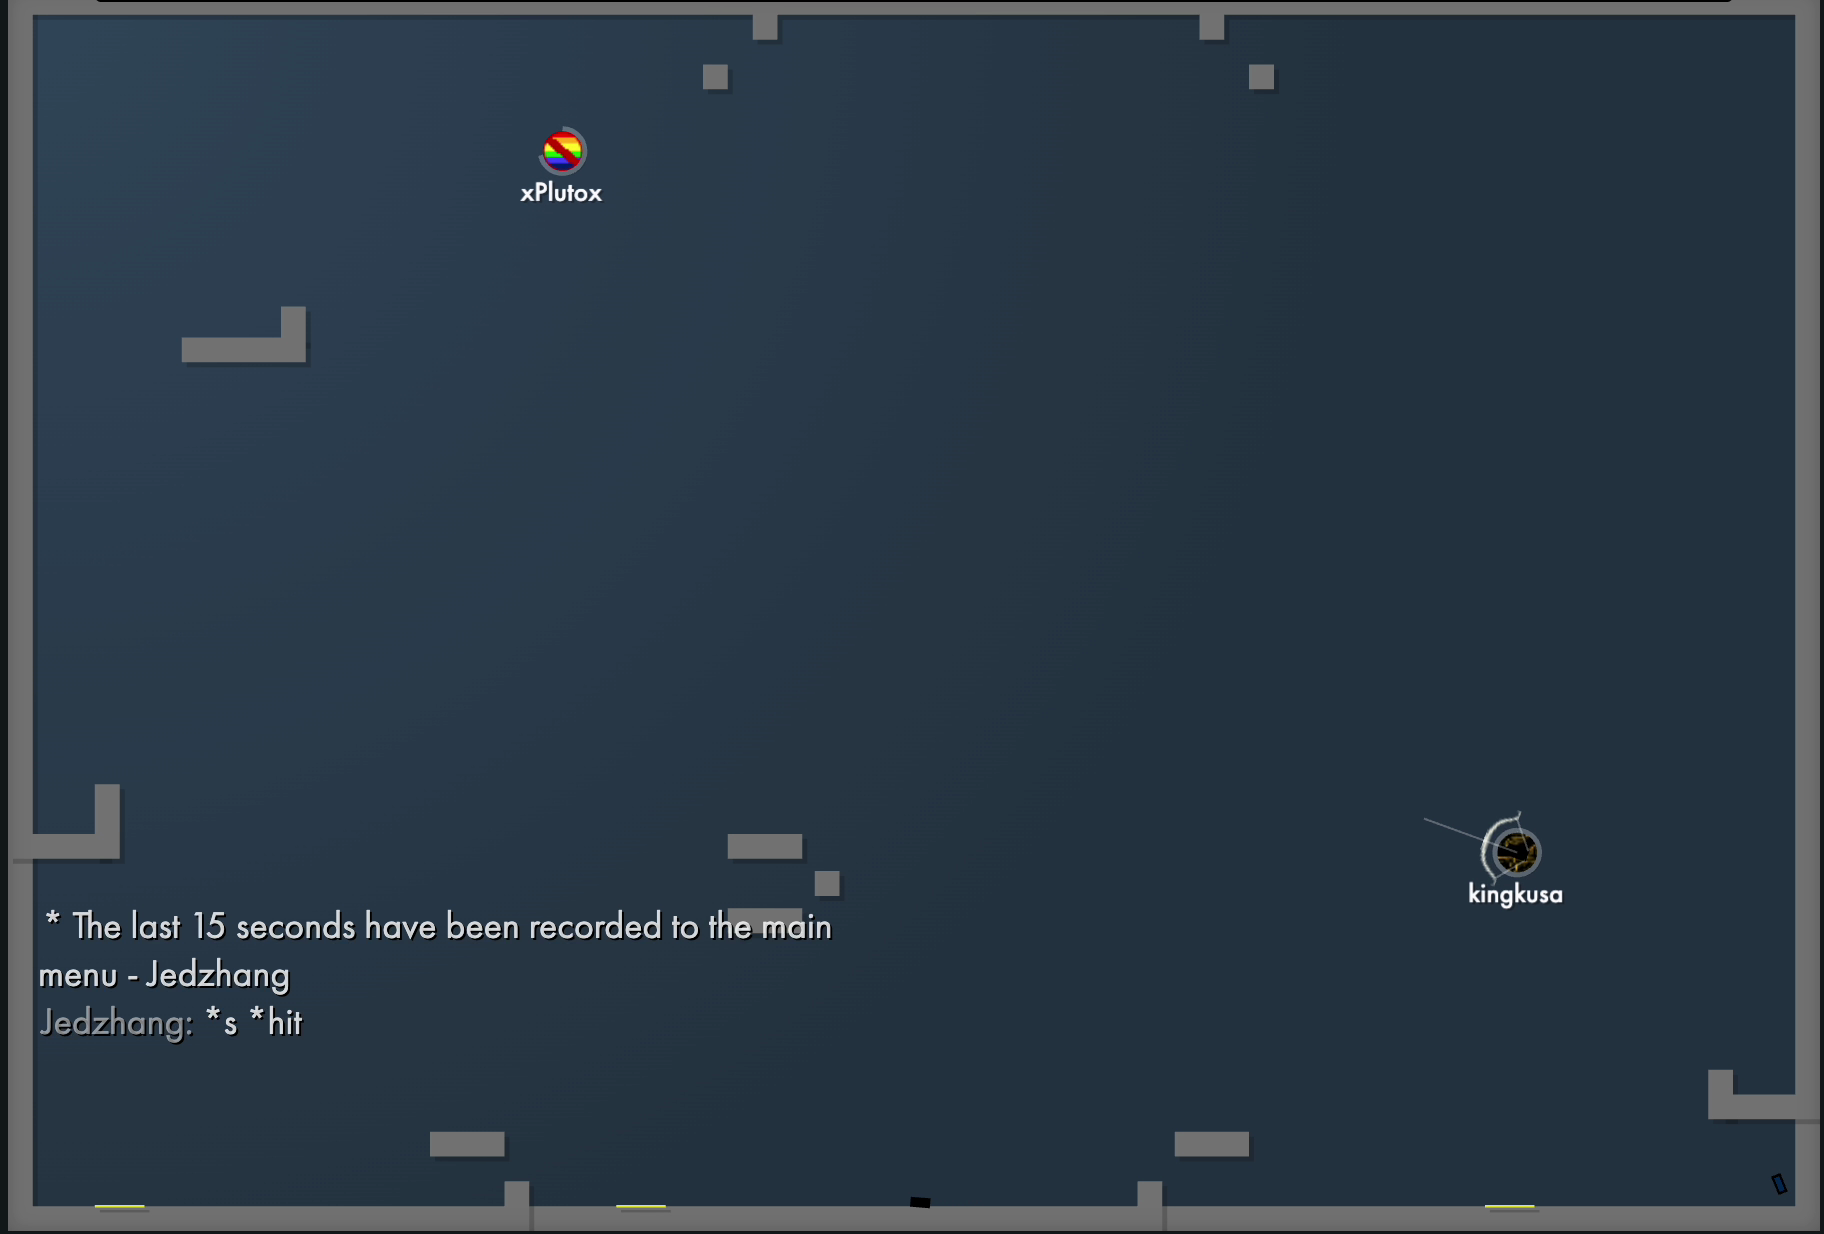 xPlutox
kingkusa
* The last 15 seconds have been recorded to the main
menu - Jedzhang
Jedzhang: *s *hit